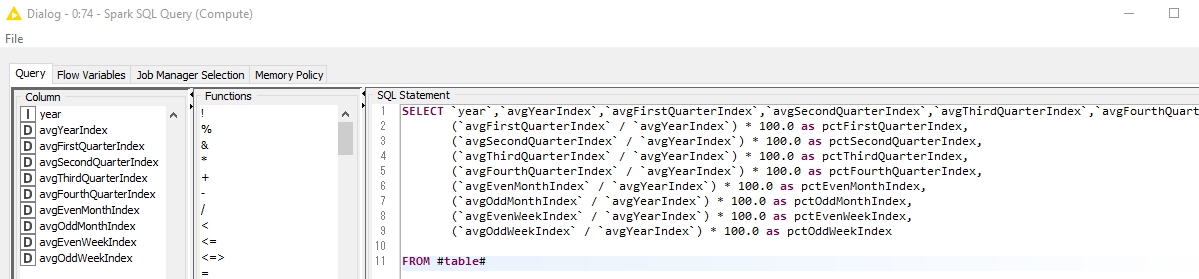 Dialog - 0:74 - Spark SQL Query (Compute)
File
Query Flow Variables Job Manager Selection Memory Policy
Column
I year
D avgYearIndex
D avgFirstQuarterIndex
D avgSecondQuarterIndex
D avgThirdQuarterIndex
D avgFourthQuarterIndex
D avgEvenMonthIndex
D avgOddMonthIndex
D avgEvenWeekIndex
D avgOddWeekIndex
Functions
!
%
&
*
+
-
/
<
<=
<=>
=
SQL Statement
1 SELECT `year`,`avgYearIndex`,`avgFirstQuarterIndex`,`avgSecondQuarterIndex`,`avgThirdQuarterIndex`,`avgFourthQuart
2 (`avgFirstQuarterIndex` / `avgYearIndex`) * 100.0 as pctFirstQuarterIndex,
3 (`avgSecondQuarterIndex` / `avgYearIndex`) * 100.0 as pctSecondQuarterIndex,
4 (`avgThirdQuarterIndex` / `avgYearIndex`) * 100.0 as pctThirdQuarterIndex,
5 (`avgFourthQuarterIndex` / `avgYearIndex`) * 100.0 as pctFourthQuarterIndex,
6 (`avgEvenMonthIndex` / `avgYearIndex`) * 100.0 as pctEvenMonthIndex,
7 (`avgOddMonthIndex` / `avgYearIndex`) * 100.0 as pctOddMonthIndex,
8 (`avgEvenWeekIndex` / `avgYearIndex`) * 100.0 as pctEvenWeekIndex,
9 (`avgOddWeekIndex` / `avgYearIndex`) * 100.0 as pctOddWeekIndex
10
11 FROM #table#